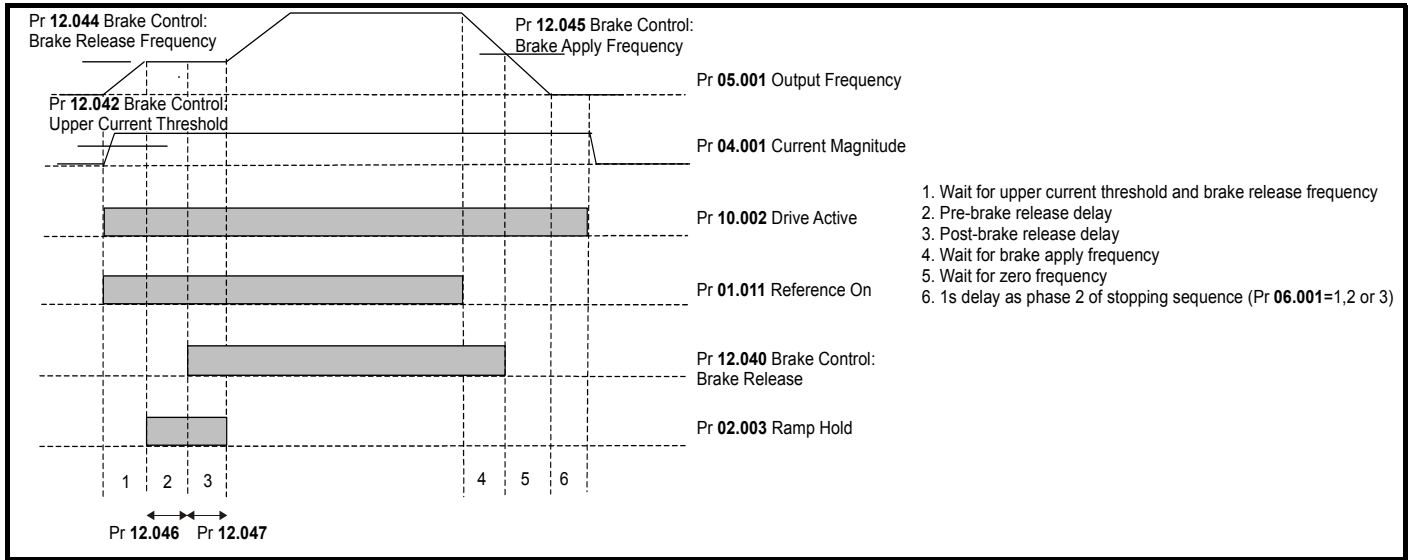 Pr 12.044 Brake Control:
Brake Release Frequency
Pr 12.045 Brake Control:
Brake Apply Frequency
Pr 05.001 Output Frequency
Pr 12.042 Brake Control:
Upper Current Threshold
Pr 04.001 Current Magnitude
Pr 10.002 Drive Active
Pr 01.011 Reference On
Pr 12.040 Brake Control:
Brake Release
Pr 02.003 Ramp Hold
1 2 3 4 5 6
Pr 12.046 Pr 12.047
1. Wait for upper current threshold and brake release frequency
2. Pre-brake release delay
3. Post-brake release delay
4. Wait for brake apply frequency
5. Wait for zero frequency
6. 1s delay as phase 2 of stopping sequence (Pr 06.001=1,2 or 3)